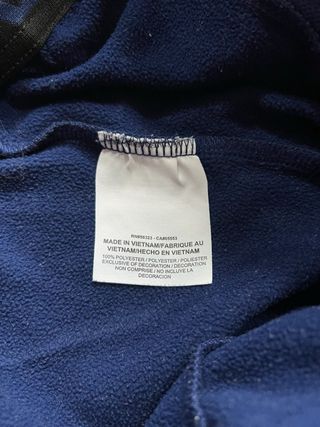 RN#56323 - CA#05553
MADE IN VIETNAM/FABRIQUE AU
VIETNAM/HECHO EN VIETNAM
100% POLYESTER / POLYESTER / POLIESTER
EXCLUSIVE OF DECORATION / DECORATION
NON COMPRISE / NO INCLUYE LA
DECORACION